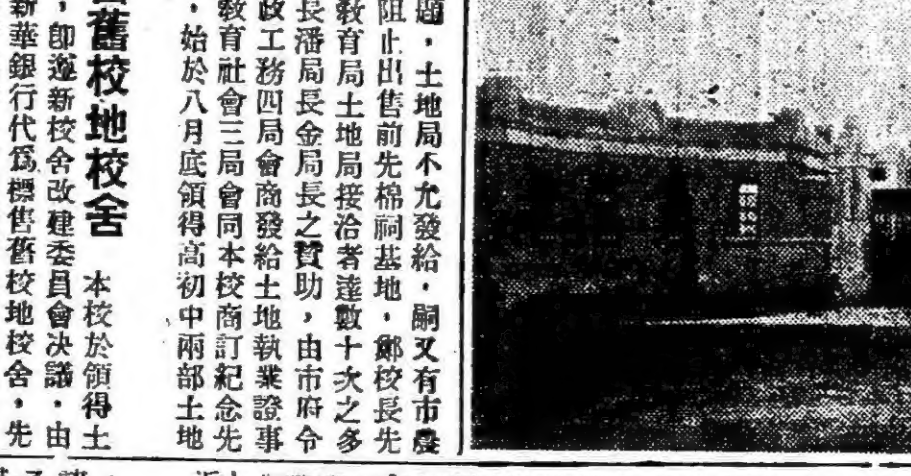 題，土地局不允發給，嗣又有市農
阻止出售前先棉祠基地，鄭校長先
敎育局土地局接洽者達數十次之多
長潘局長金局長之贊助，由市府令
政工務四局會商發給土地執業證事
敎育社會三局會同本校商訂紀念先
，始於八月底領得高初中兩部土地
舊校地校舍
本校於領得土
，卽遵新校舍改建委員會決議，由
新華銀行代爲標售舊校地校舍，先